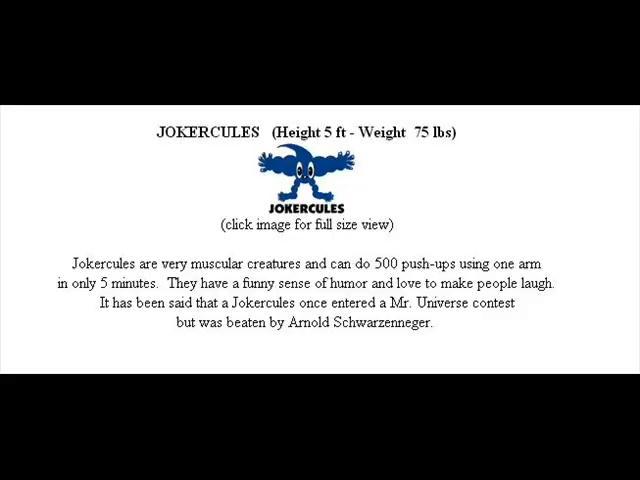 JOKERCULES (Height 5 ft - Weight 75 lbs)
JOKERCULES
(click image for full size view)
Jokercules are very muscular creatures and can do 500 push-ups using one arm
in only 5 minutes. They have a funny sense of humor and love to make people laugh.
It has been said that a Jokercules once entered a Mr. Universe contest
but was beaten by Arnold Schwarzenneger.